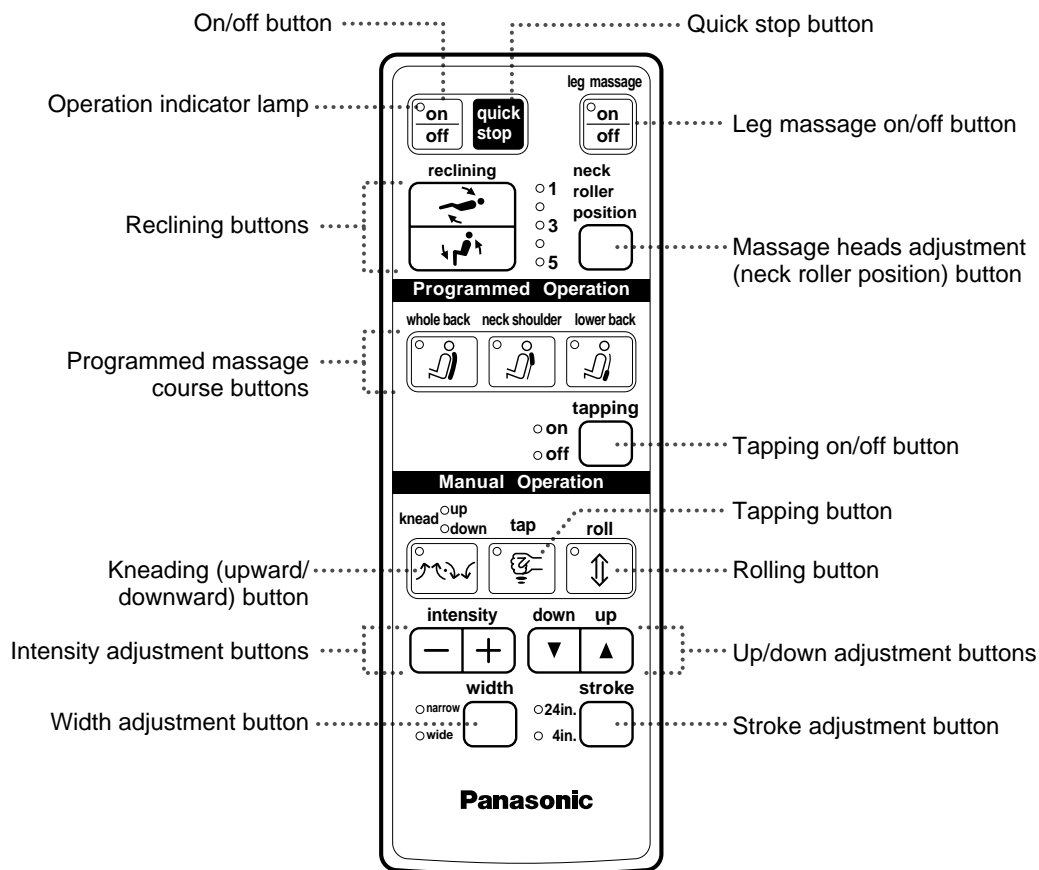 On/off button
Quick stop button
leg massage
Operation indicator lamp
on
off
quick
stop
on
off
Leg massage on/off button
reclining
neck
roller
position
1
3
5
Reclining buttons
Massage heads adjustment
(neck roller position) button
Programmed Operation
whole back neck shoulder lower back
Programmed massage
course buttons
tapping
on
off
Tapping on/off button
Manual Operation
Tapping button
knead
up
down
tap
roll
Kneading (upward/
downward) button
Rolling button
intensity
down
up
Intensity adjustment buttons
− +
▼ ▲
Up/down adjustment buttons
width
stroke
narrow
wide
24in.
4in.
Width adjustment button
Stroke adjustment button
Panasonic